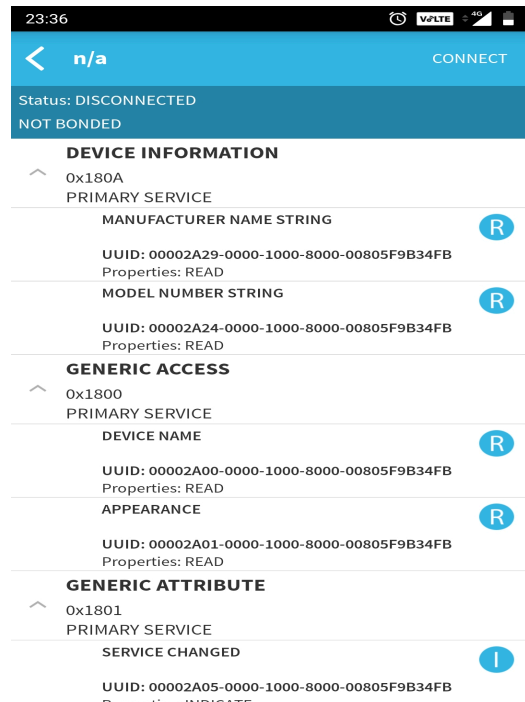 23:36
VoLTE
4G
n/a
CONNECT
Status: DISCONNECTED
NOT BONDED
DEVICE INFORMATION
0x180A
PRIMARY SERVICE
MANUFACTURER NAME STRING
R
UUID: 00002A29-0000-1000-8000-00805F9B34FB
Properties: READ
MODEL NUMBER STRING
R
UUID: 00002A24-0000-1000-8000-00805F9B34FB
Properties: READ
GENERIC ACCESS
0x1800
PRIMARY SERVICE
DEVICE NAME
R
UUID: 00002A00-0000-1000-8000-00805F9B34FB
Properties: READ
APPEARANCE
R
UUID: 00002A01-0000-1000-8000-00805F9B34FB
Properties: READ
GENERIC ATTRIBUTE
0x1801
PRIMARY SERVICE
SERVICE CHANGED
I
UUID: 00002A05-0000-1000-8000-00805F9B34FB
Properties: INDICATE